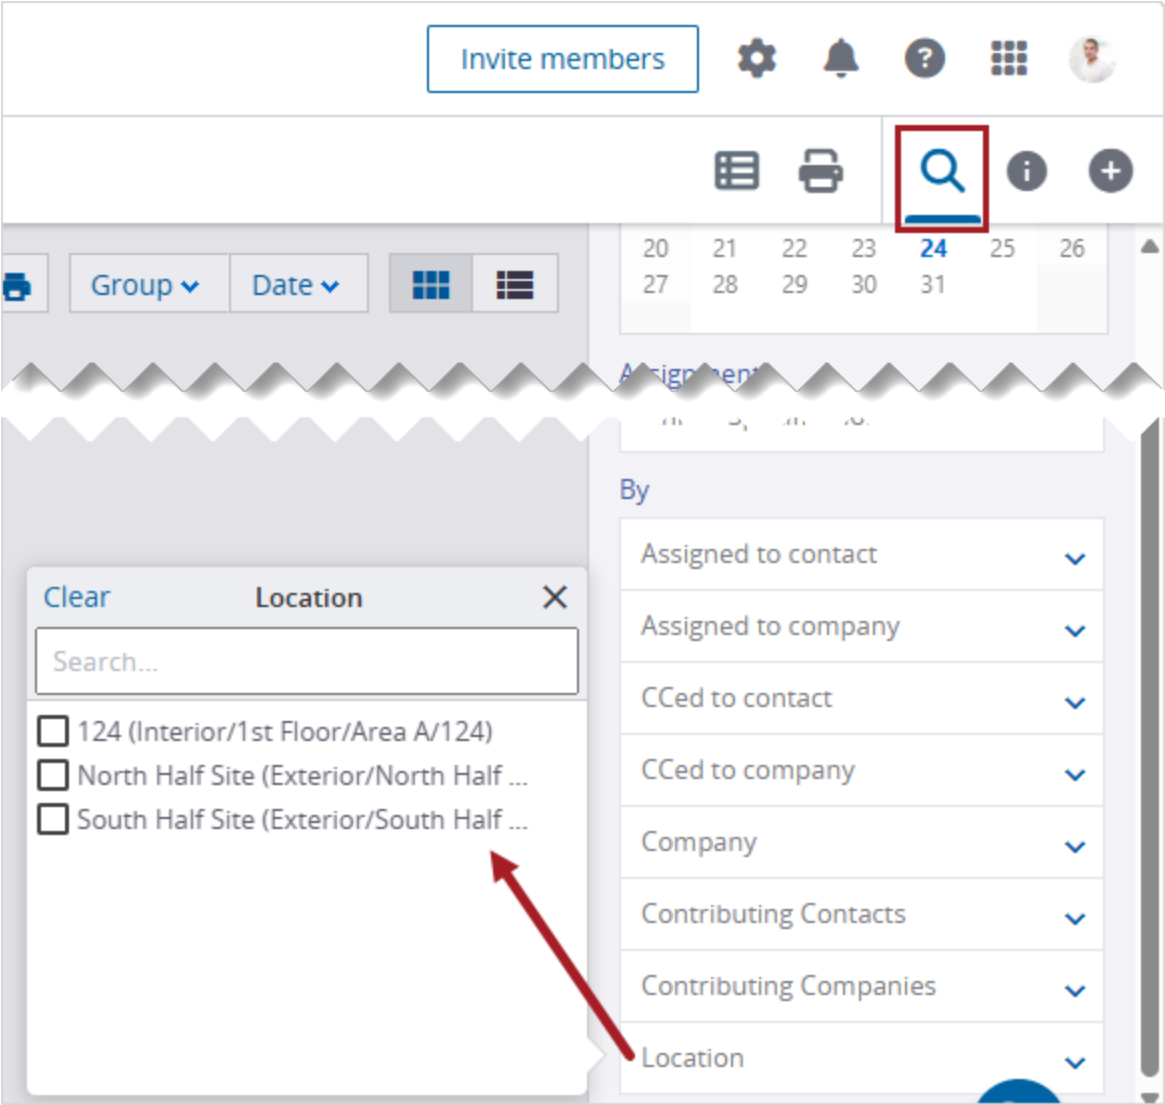 Invite members
20 21 22 23 24 25 26
27 28 29 30 31
Group Date
By
Assigned to contact
Assigned to company
CCed to contact
CCed to company
Company
Contributing Contacts
Contributing Companies
Location
Clear Location
Search...
124 (Interior/1st Floor/Area A/124)
North Half Site (Exterior/North Half ...
South Half Site (Exterior/South Half ...